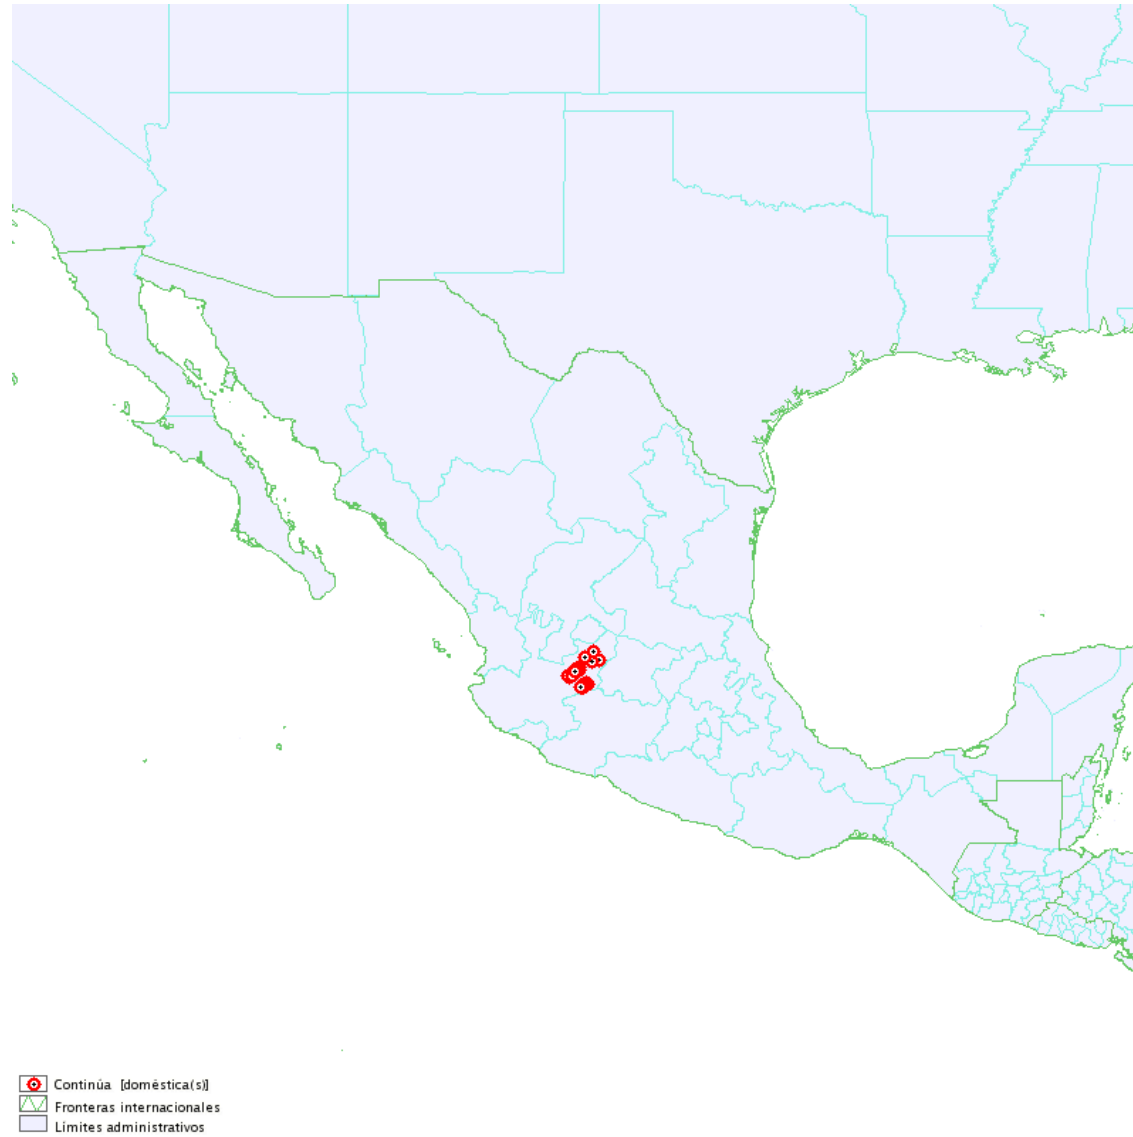 Continúa [doméstica(s)]
Fronteras internacionales
Límites administrativos